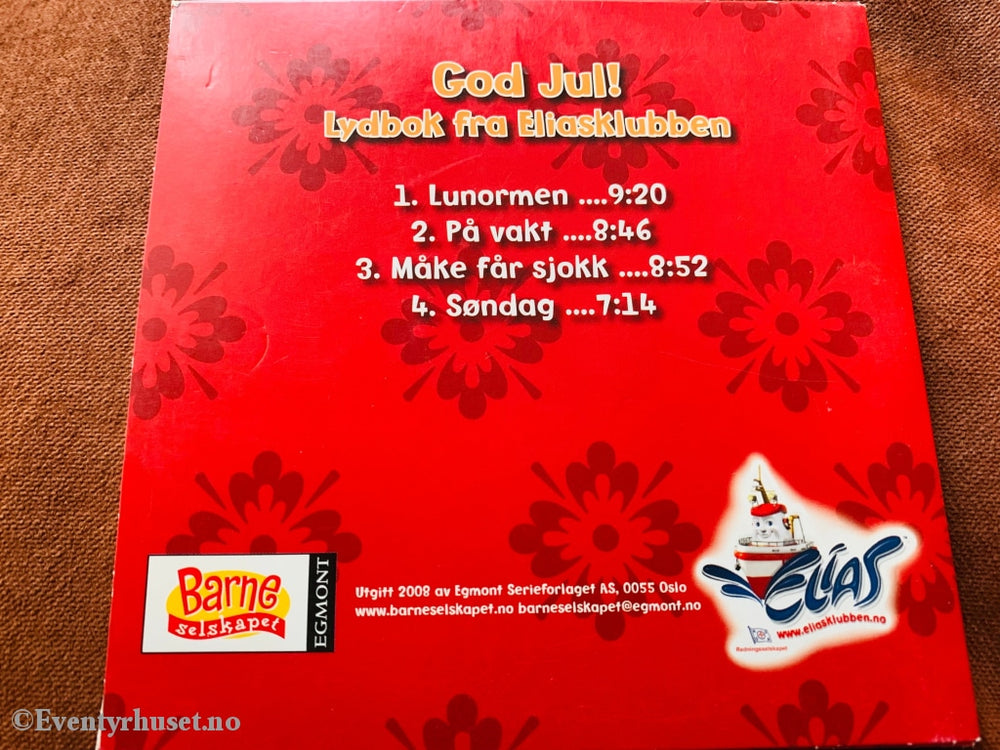 God Jul!
Lydbok fra Eliasklubben
1. Lunormen ....9:20
2. På vakt ....8:46
3. Måke får sjokk ....8:52
4. Søndag ....7:14
Barne
selskapet
EGMONT
Utgitt 2008 av Egmont Serieforlaget AS, 0055 Oslo
www.barneselskapet.no barneselskapet@egmont.no
ELIAS™
www.eliasklubben.no
Redningsselskapet
©Eventyrhuset.no